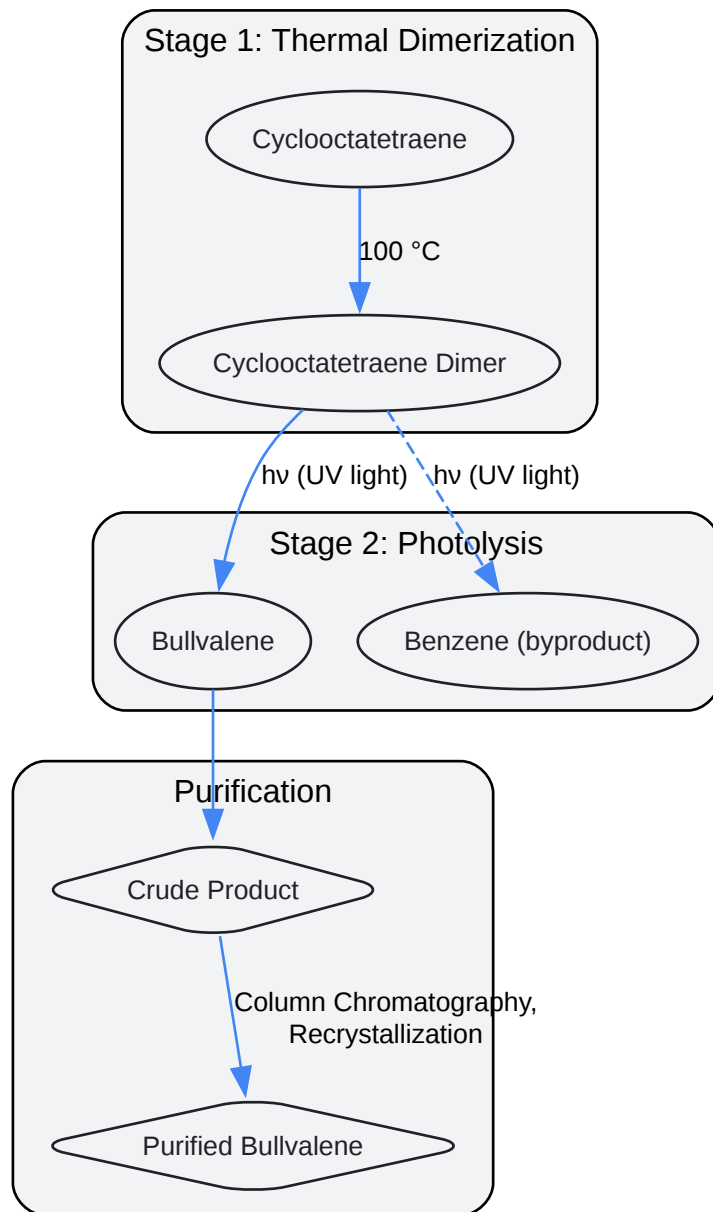 Stage 1: Thermal Dimerization
Cyclooctatetraene
100 °C
Cyclooctatetraene Dimer
hν (UV light)
hν (UV light)
Stage 2: Photolysis
Bullvalene
Benzene (byproduct)
Purification
Crude Product
Column Chromatography,
Recrystallization
Purified Bullvalene